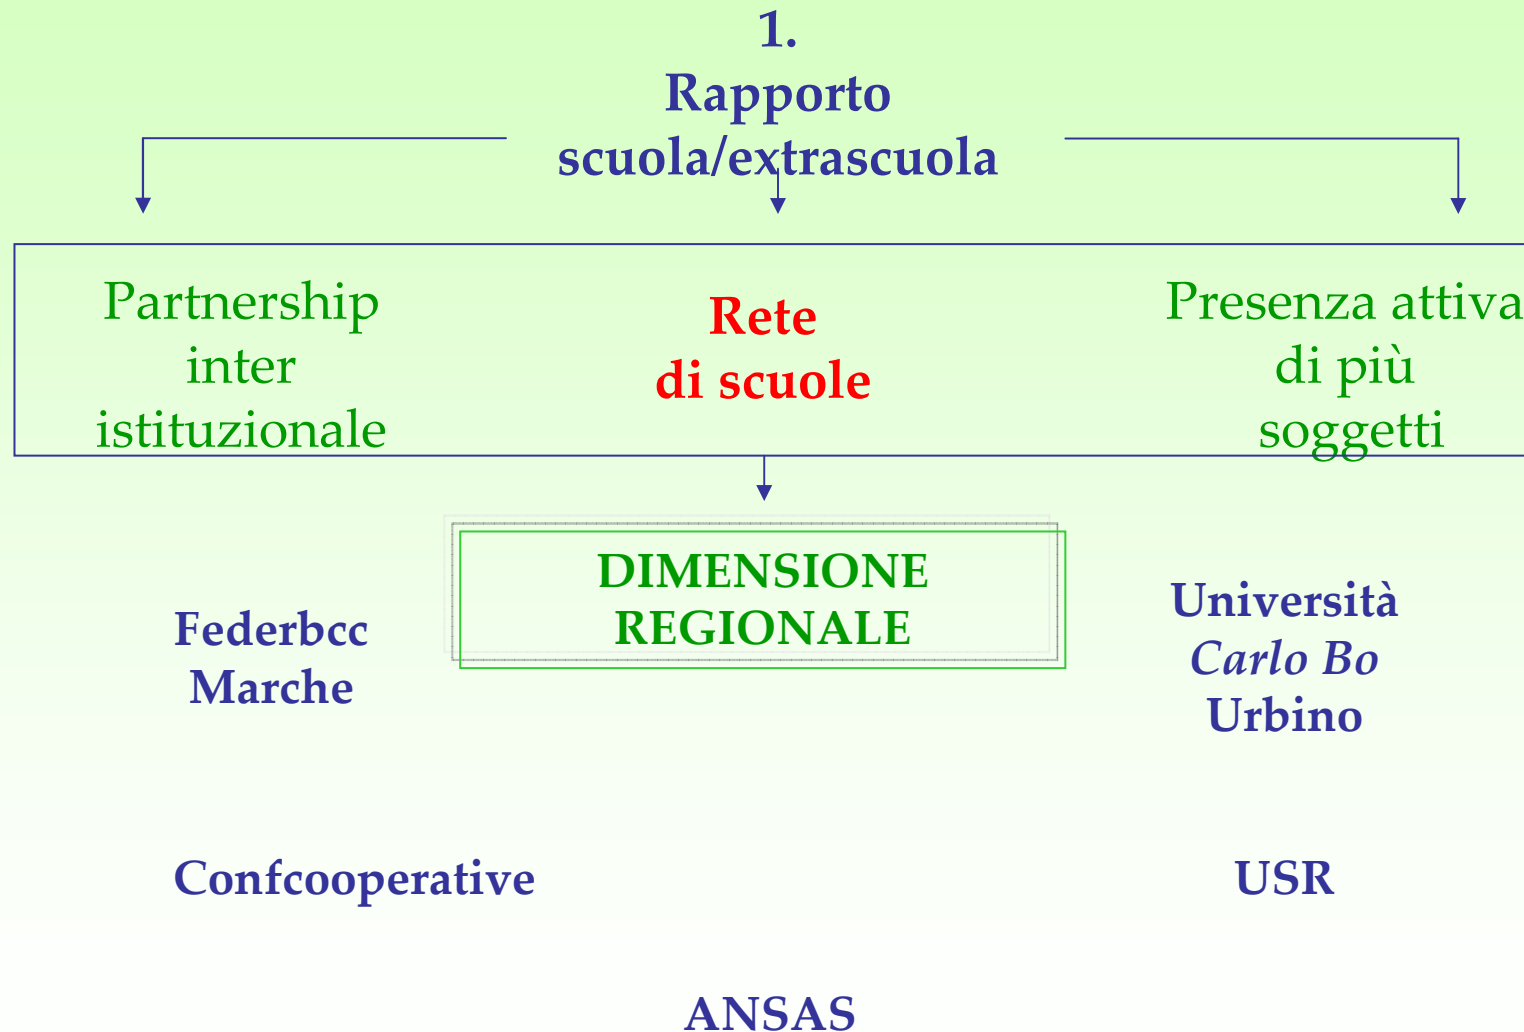 1.
Rapporto
scuola/extrascuola
Partnership
inter
istituzionale
Rete
di scuole
Presenza attiva
di più
soggetti
DIMENSIONE
REGIONALE
Federbcc
Marche
Università
Carlo Bo
Urbino
Confcooperative
USR
ANSAS